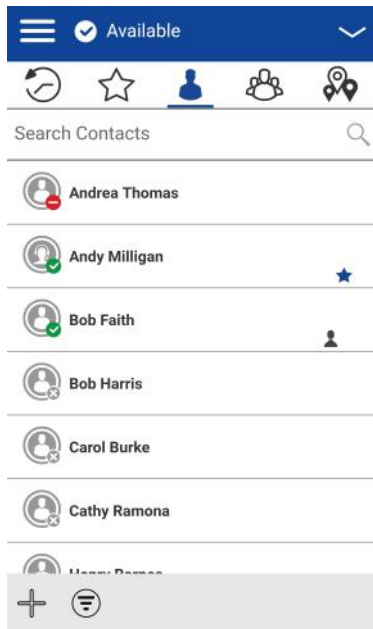 Available
Search Contacts
Andrea Thomas
Andy Milligan
Bob Faith
Bob Harris
Carol Burke
Cathy Ramona